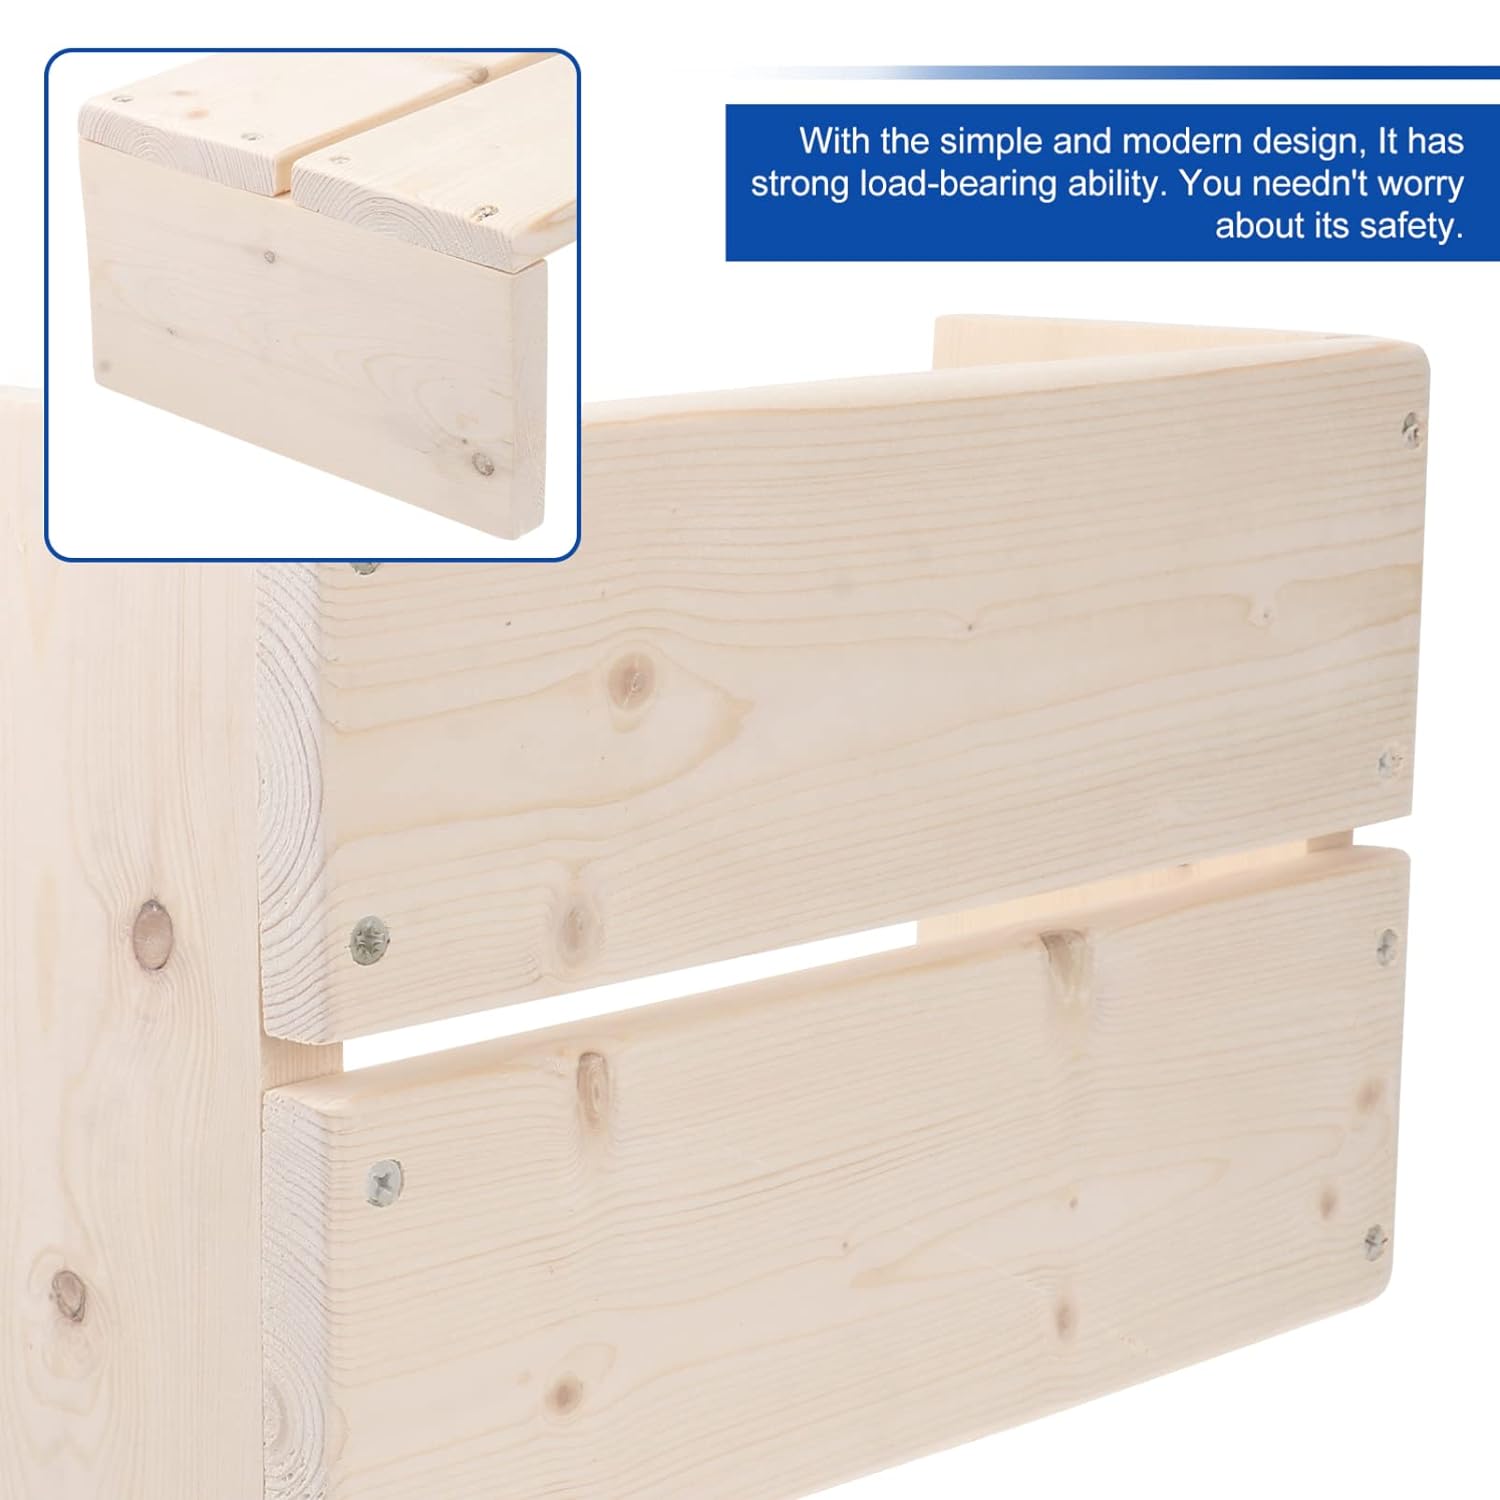 With the simple and modern design, It has
strong load-bearing ability. You needn't worry
about its safety.